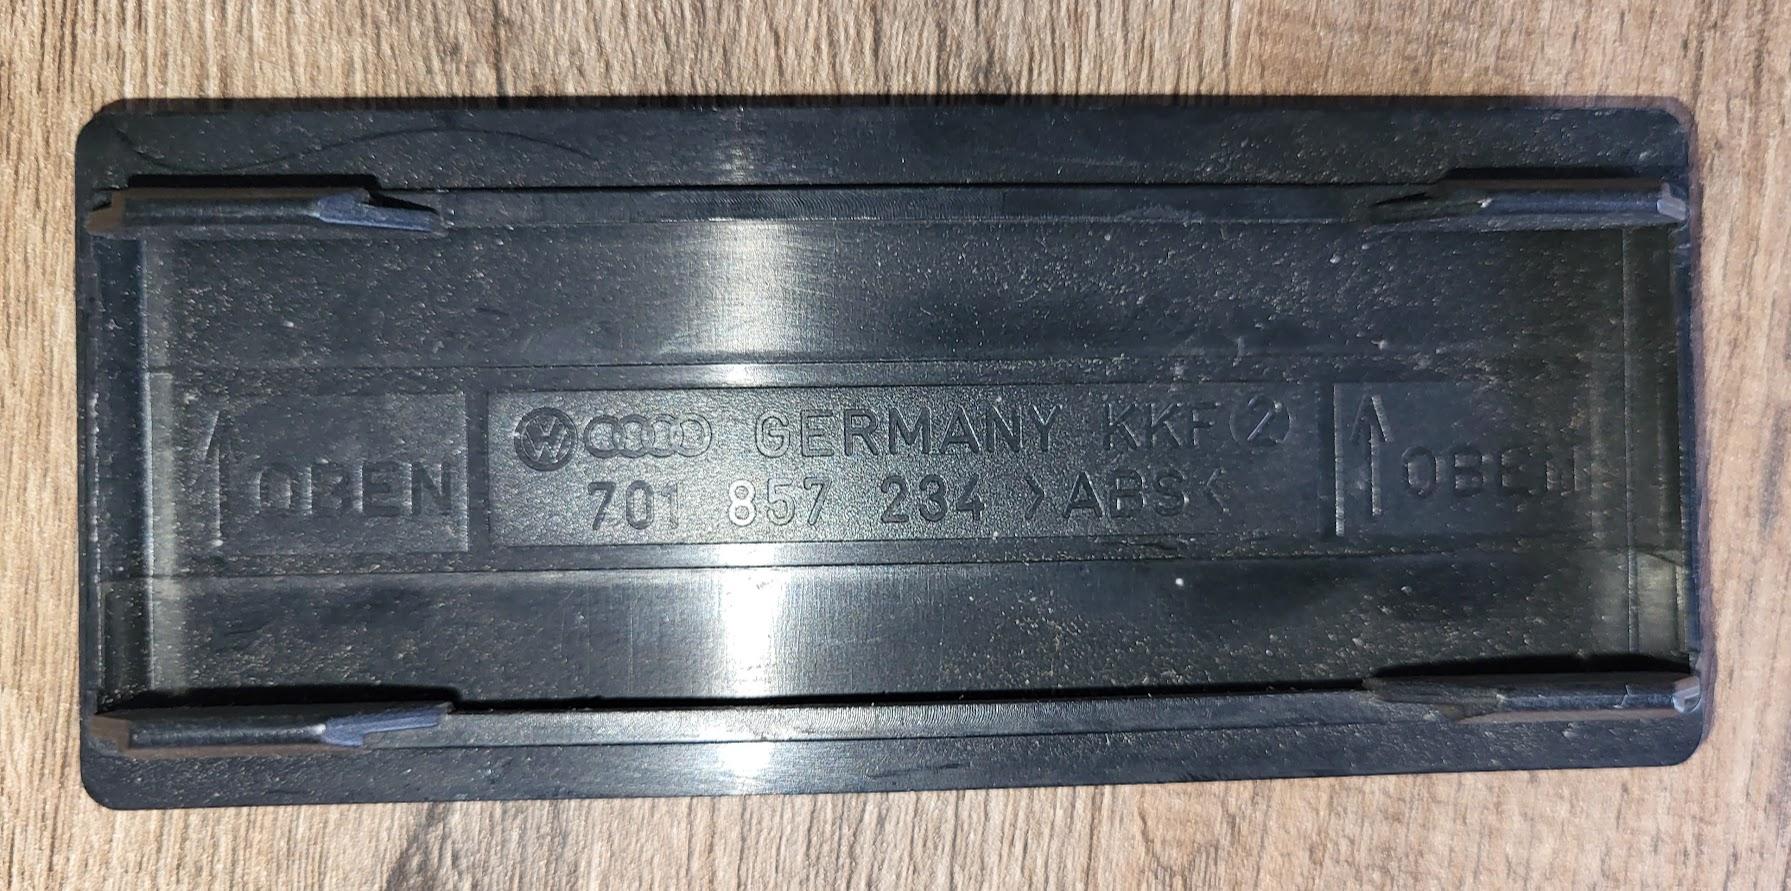 GERMANY KKF 2
701 857 234 >ABS<
OBEN
OBEN